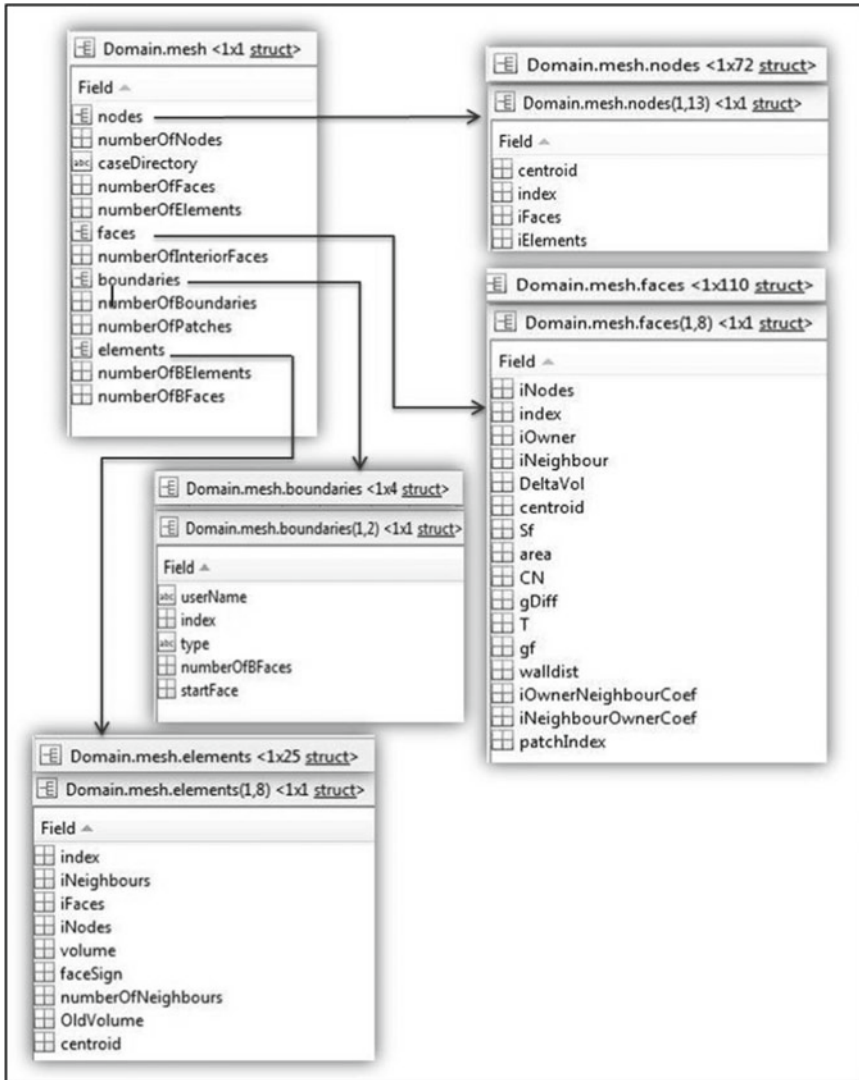 Domain.mesh <1x1 struct>
Field
nodes
numberOfNodes
abc caseDirectory
numberOfFaces
numberOfElements
faces
numberOfInteriorFaces
boundaries
numberOfBoundaries
numberOfPatches
elements
numberOfBElements
numberOfBFaces
Domain.mesh.nodes <1x72 struct>
Domain.mesh.nodes(1,13) <1x1 struct>
Field
centroid
index
iFaces
iElements
Domain.mesh.faces <1x110 struct>
Domain.mesh.faces(1,8) <1x1 struct>
Field
iNodes
index
iOwner
iNeighbour
DeltaVol
centroid
Sf
area
CN
gDiff
T
gf
walldist
iOwnerNeighbourCoef
iNeighbourOwnerCoef
patchIndex
Domain.mesh.boundaries <1x4 struct>
Domain.mesh.boundaries(1,2) <1x1 struct>
Field
abc userName
index
abc type
numberOfBFaces
startFace
Domain.mesh.elements <1x25 struct>
Domain.mesh.elements(1,8) <1x1 struct>
Field
index
iNeighbours
iFaces
iNodes
volume
faceSign
numberOfNeighbours
OldVolume
centroid